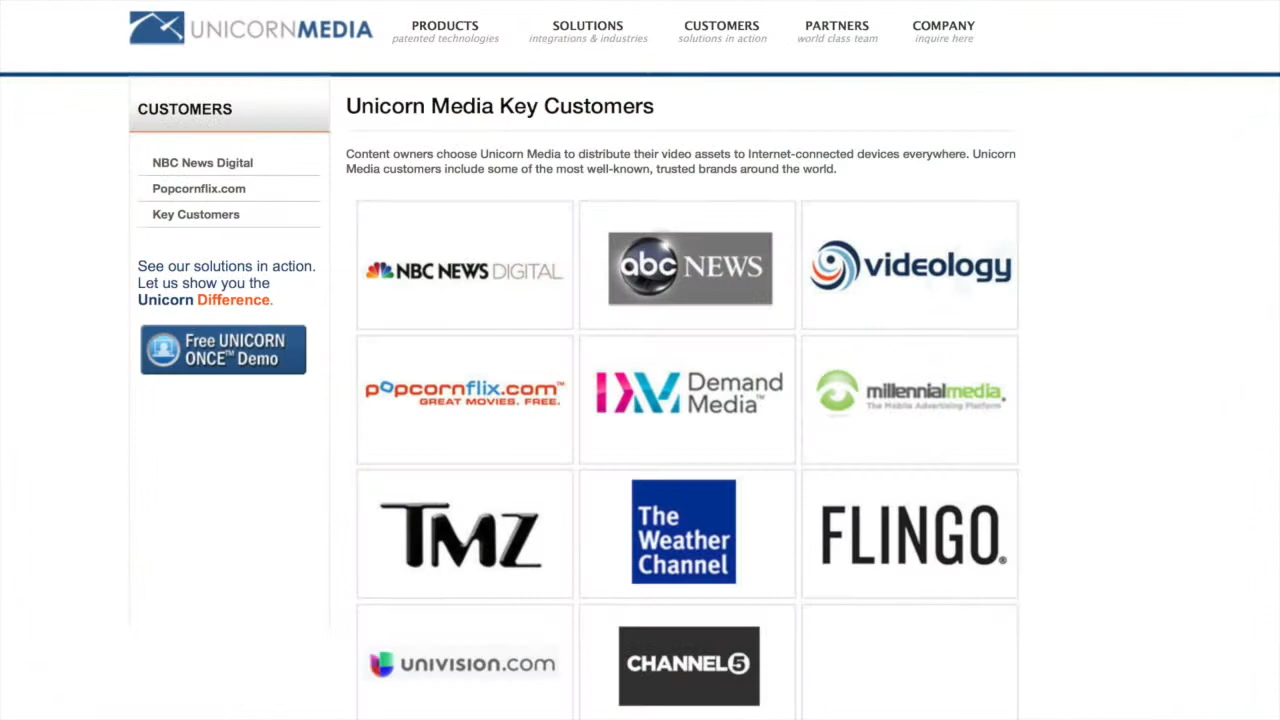 UNICORNMEDIA
PRODUCTS
patented technologies
SOLUTIONS
integrations & industries
CUSTOMERS
solutions in action
PARTNERS
world class team
COMPANY
inquire here
CUSTOMERS
NBC News Digital
Popcornflix.com
Key Customers
See our solutions in action.
Let us show you the
Unicorn Difference.
Free UNICORN
ONCE™ Demo
Unicorn Media Key Customers
Content owners choose Unicorn Media to distribute their video assets to Internet-connected devices everywhere. Unicorn
Media customers include some of the most well-known, trusted brands around the world.
NBC NEWS DIGITAL
abc NEWS
videology
popcornflix.com™
GREAT MOVIES. FREE.
DM Demand
Media™
millennialmedia.
The Mobile Advertising Platform
TMZ
The
Weather
Channel
FLINGO®
univision.com
CHANNEL5